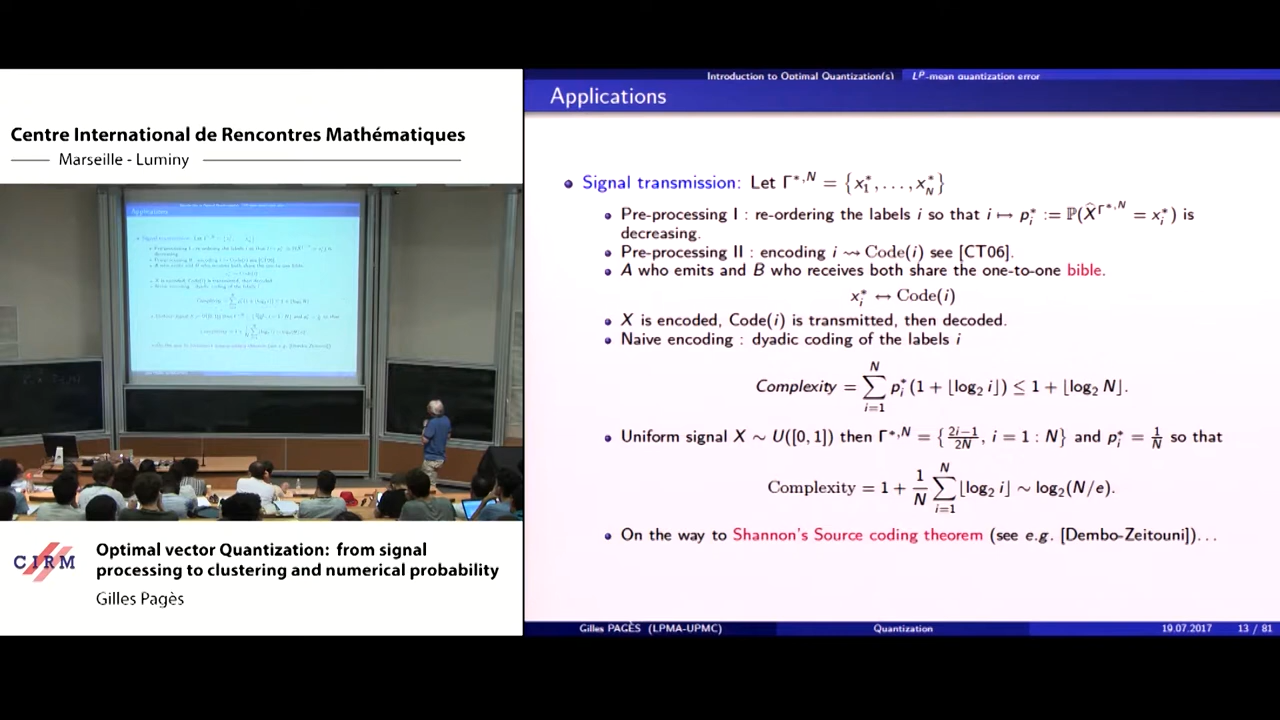 Centre International de Rencontres Mathématiques
Marseille - Luminy
CIRM
Optimal vector Quantization: from signal
processing to clustering and numerical probability
Gilles Pagès
Introduction to Optimal Quantization(s) L^p-mean quantization error
Applications
Signal transmission: Let Γ^{*,N} = {x_1^*, . . . , x_N^*}
Pre-processing I : re-ordering the labels i so that i ↦ p_i^* := ℙ(X̂^{Γ^{*,N}} = x_i^*) is
decreasing.
Pre-processing II : encoding i ⇝ Code(i) see [CT06].
A who emits and B who receives both share the one-to-one bible.
x_i^* ↔ Code(i)
X is encoded, Code(i) is transmitted, then decoded.
Naive encoding : dyadic coding of the labels i
Complexity = ∑_{i=1}^{N} p_i^*(1 + ⌊log_2 i⌋) ≤ 1 + ⌊log_2 N⌋.
Uniform signal X ∼ U([0, 1]) then Γ^{*,N} = {\frac{2i−1}{2N}, i = 1 : N} and p_i^* = \frac{1}{N} so that
Complexity = 1 + \frac{1}{N} ∑_{i=1}^{N} ⌊log_2 i⌋ ∼ log_2(N/e).
On the way to Shannon's Source coding theorem (see e.g. [Dembo-Zeitouni]). . .
Gilles PAGÈS (LPMA-UPMC) Quantization 19.07.2017 13 / 81